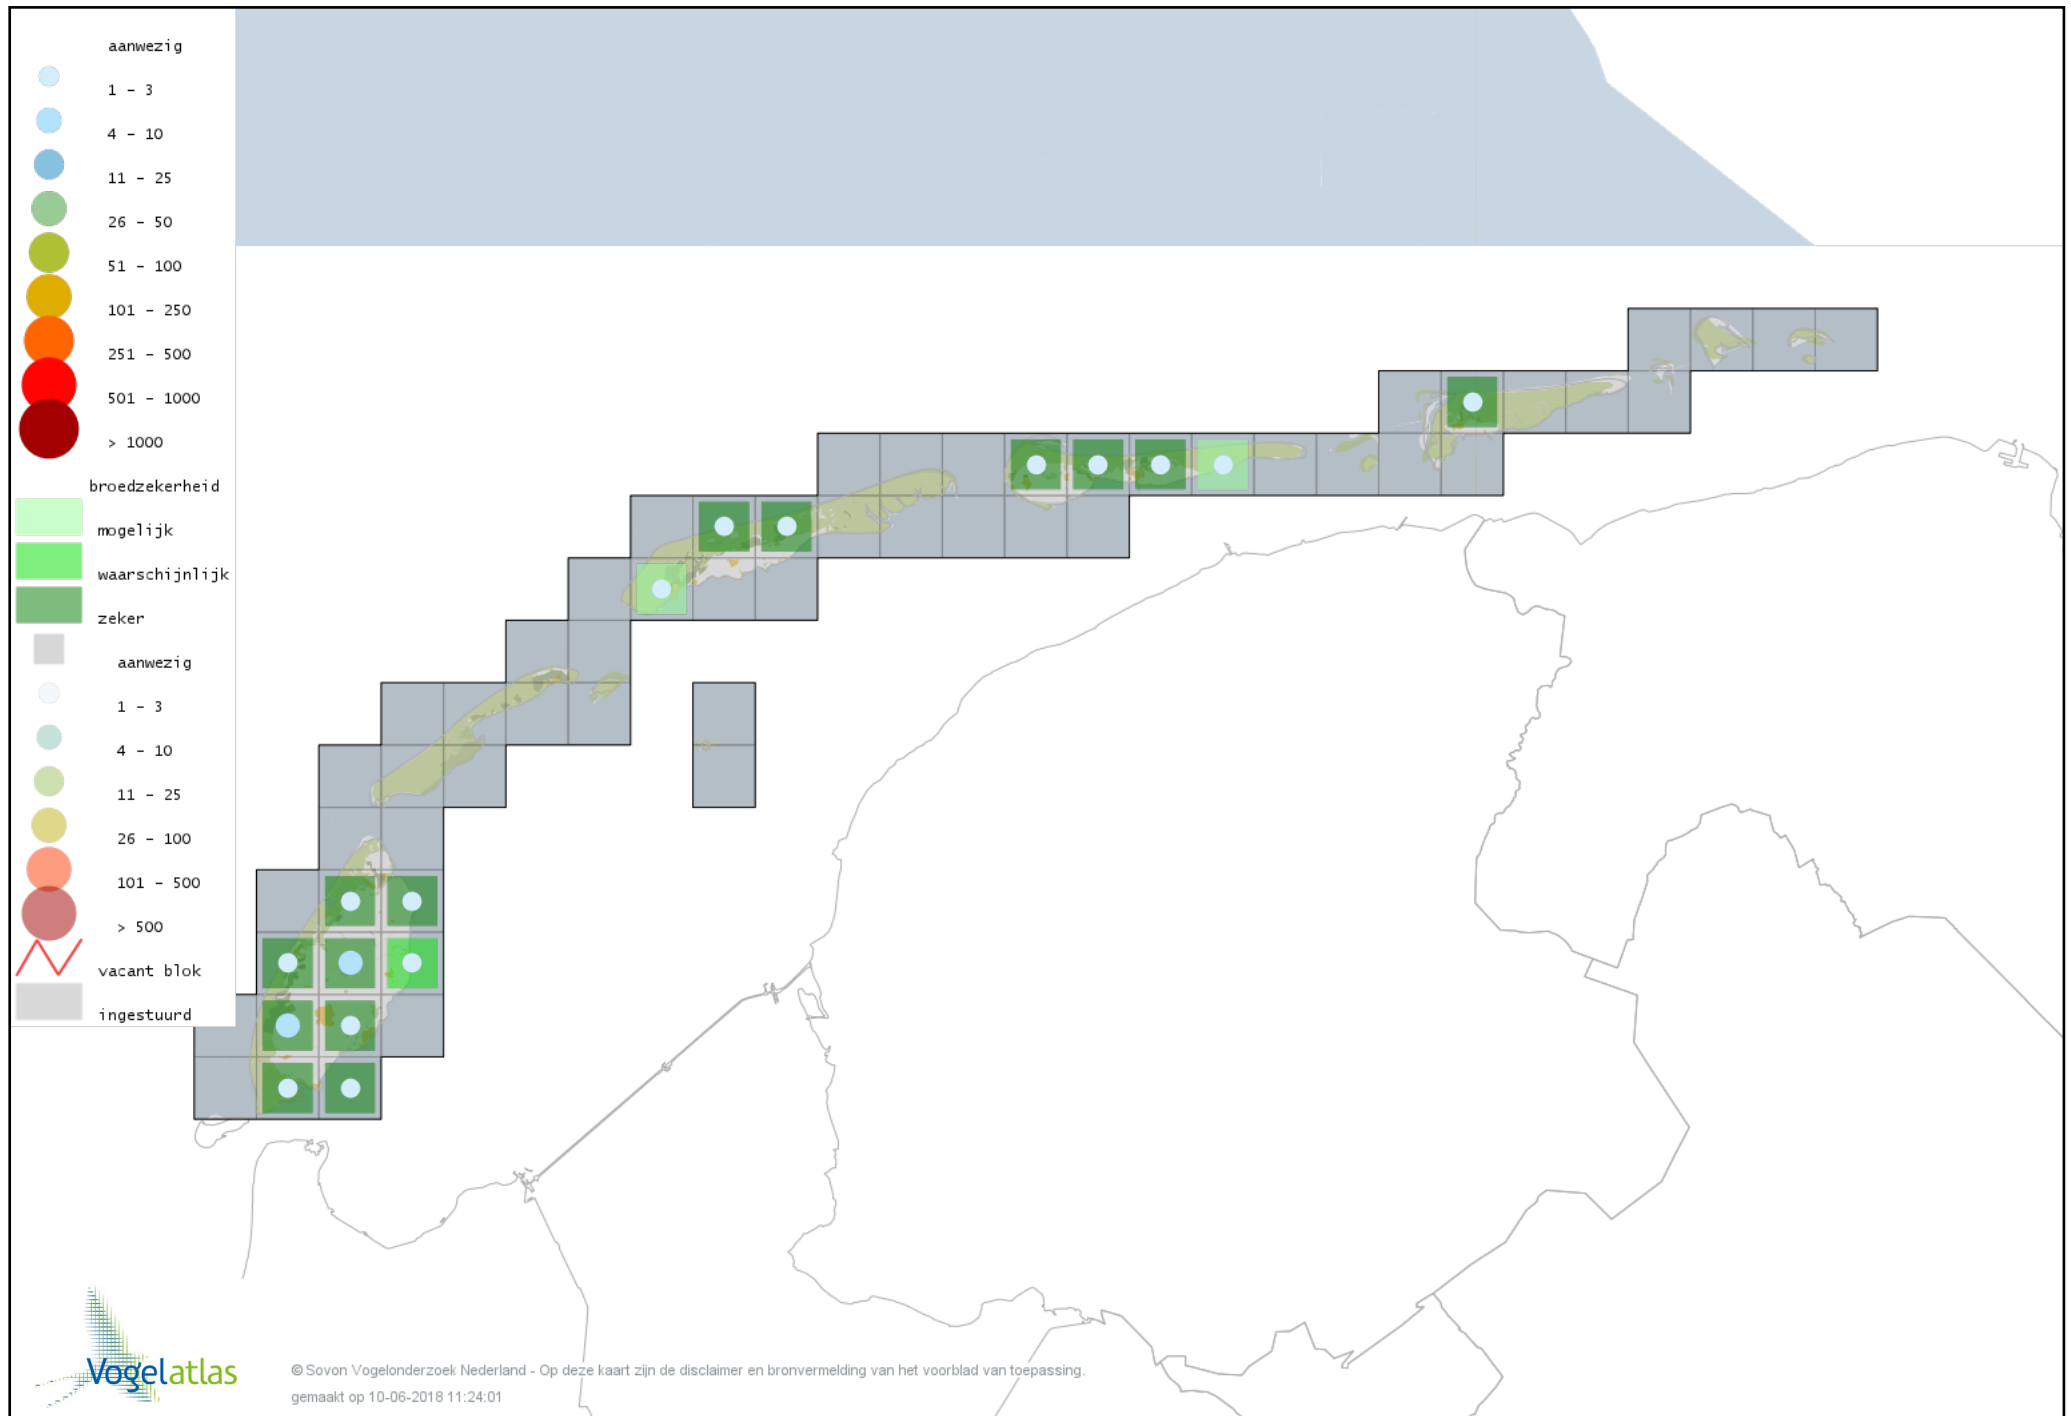 aanwezig
1 - 3
4 - 10
11 - 25
26 - 50
51 - 100
101 - 250
251 - 500
501 - 1000
> 1000
broedzekerheid
mogelijk
waarschijnlijk
zeker
aanwezig
1 - 3
4 - 10
11 - 25
26 - 100
101 - 500
> 500
vacant blok
ingestuurd
Vogelatlas
© Sovon Vogelonderzoek Nederland - Op deze kaart zijn de disclaimer en bronvermelding van het voorblad van toepassing.
gemaakt op 10-06-2018 11:24:01